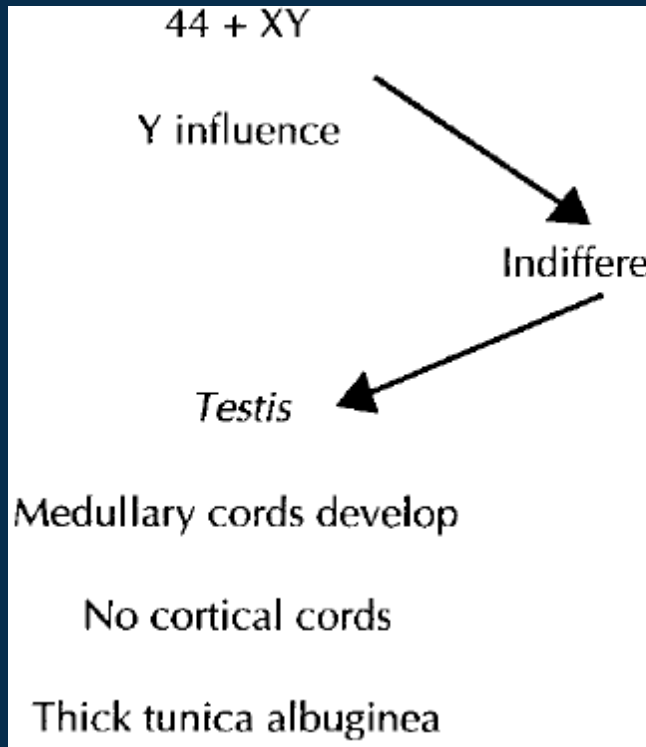 44 + XY
Y influence
Indiffere
Testis
Medullary cords develop
No cortical cords
Thick tunica albuginea